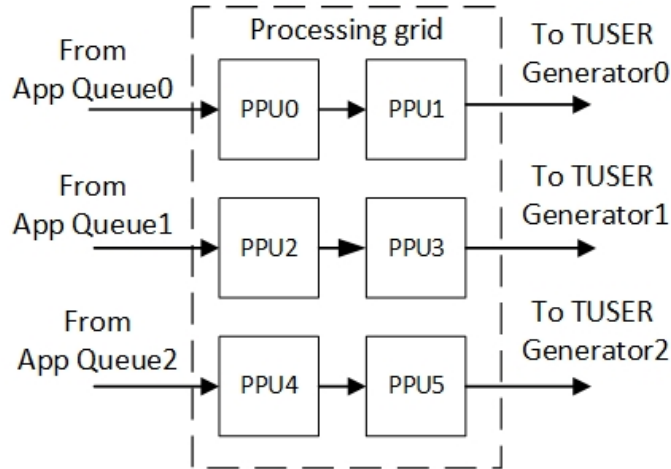 Processing grid
From
App Queue0
PPU0
PPU1
To TUSER
Generator0
From
App Queue1
PPU2
PPU3
To TUSER
Generator1
From
App Queue2
PPU4
PPU5
To TUSER
Generator2